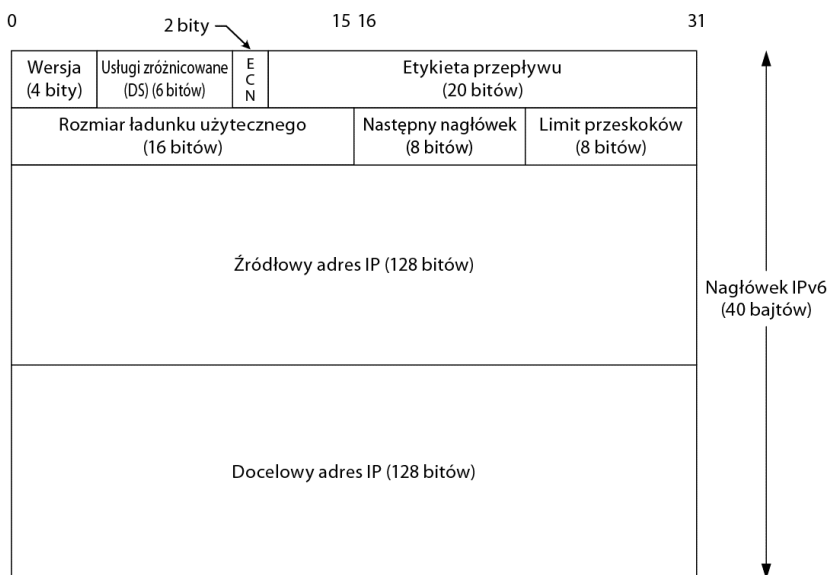 0
2 bity
15 16
31
Wersja
(4 bity)
Usługi zróżnicowane
(DS) (6 bitów)
E
C
N
Etykieta przepływu
(20 bitów)
Rozmiar ładunku użytecznego
(16 bitów)
Następny nagłówek
(8 bitów)
Limit przeskoków
(8 bitów)
Źródłowy adres IP (128 bitów)
Nagłówek IPv6
(40 bajtów)
Docelowy adres IP (128 bitów)